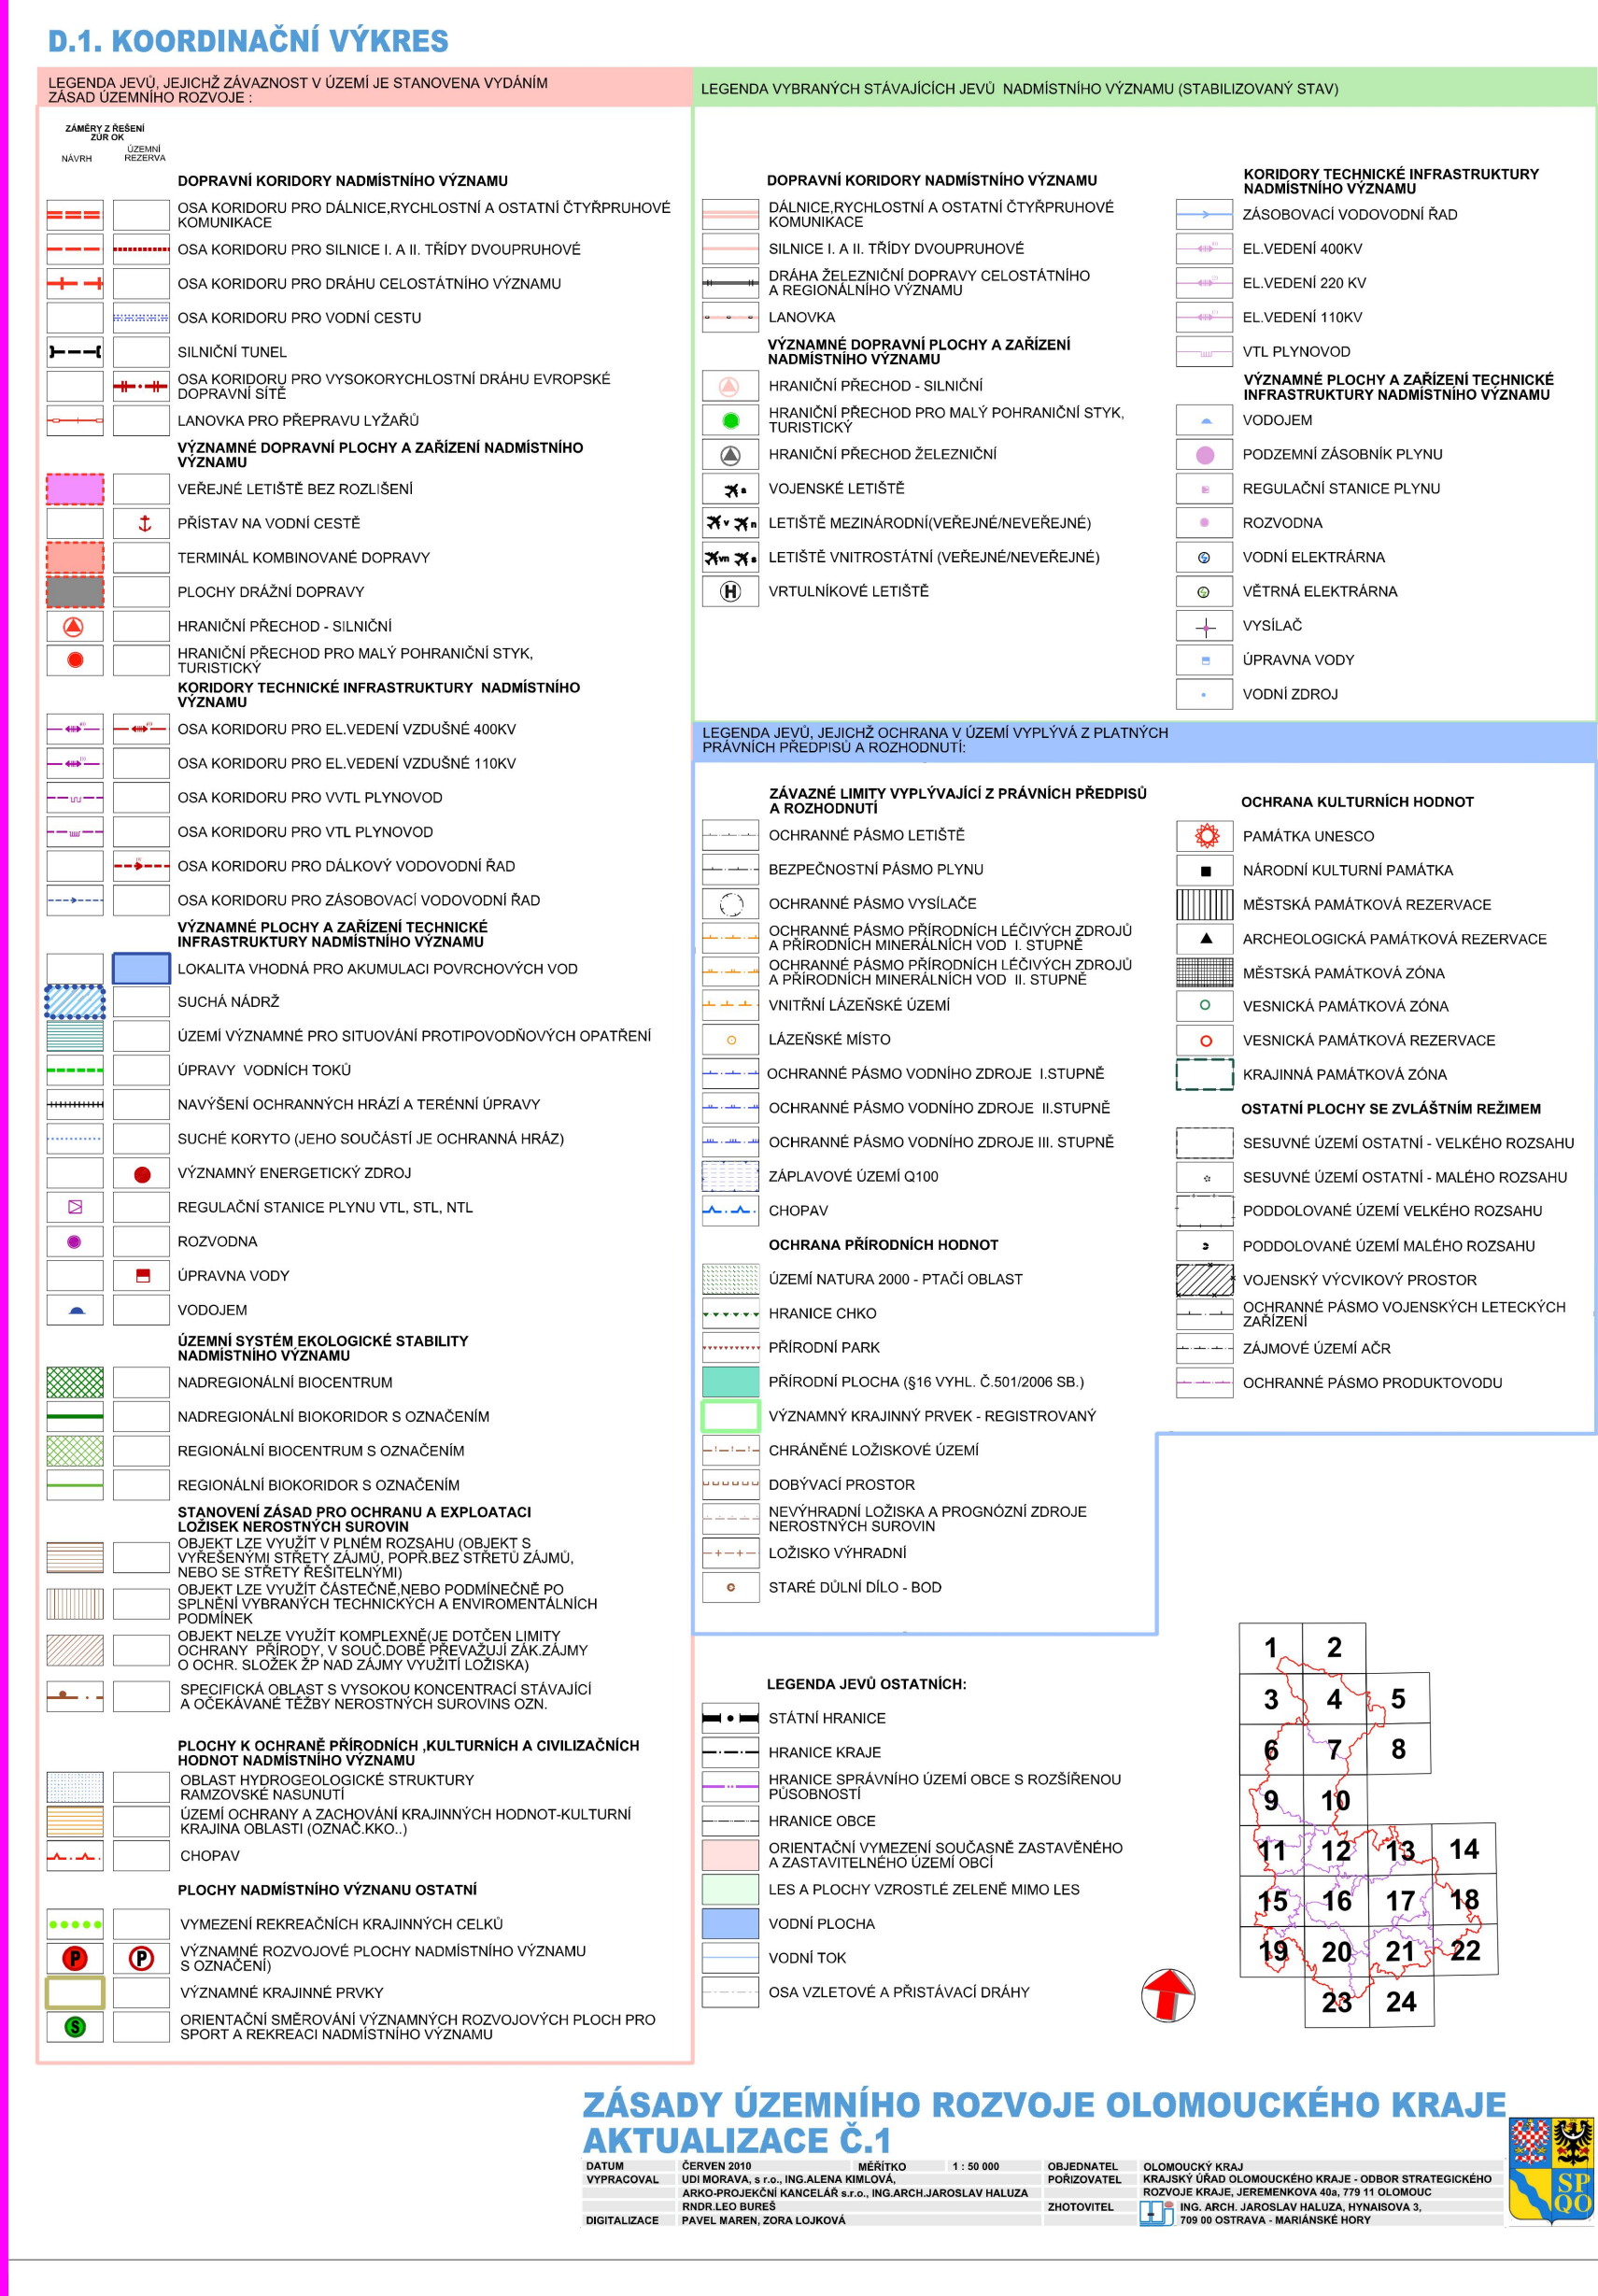 D.1. KOORDINAČNÍ VÝKRES
LEGENDA JEVŮ, JEJICHŽ ZÁVAZNOST V ÚZEMÍ JE STANOVENA VYDÁNÍM
ZÁSAD ÚZEMNÍHO ROZVOJE :
ZÁMĚRY Z ŘEŠENÍ
ZÚR OK
NÁVRH
ÚZEMNÍ
REZERVA
DOPRAVNÍ KORIDORY NADMÍSTNÍHO VÝZNAMU
OSA KORIDORU PRO DÁLNICE,RYCHLOSTNÍ A OSTATNÍ ČTYŘPRUHOVÉ
KOMUNIKACE
OSA KORIDORU PRO SILNICE I. A II. TŘÍDY DVOUPRUHOVÉ
OSA KORIDORU PRO DRÁHU CELOSTÁTNÍHO VÝZNAMU
OSA KORIDORU PRO VODNÍ CESTU
SILNIČNÍ TUNEL
OSA KORIDORU PRO VYSOKORYCHLOSTNÍ DRÁHU EVROPSKÉ
DOPRAVNÍ SÍTĚ
LANOVKA PRO PŘEPRAVU LYŽAŘŮ
VÝZNAMNÉ DOPRAVNÍ PLOCHY A ZAŘÍZENÍ NADMÍSTNÍHO
VÝZNAMU
VEŘEJNÉ LETIŠTĚ BEZ ROZLIŠENÍ
PŘÍSTAV NA VODNÍ CESTĚ
TERMINÁL KOMBINOVANÉ DOPRAVY
PLOCHY DRÁŽNÍ DOPRAVY
HRANIČNÍ PŘECHOD - SILNIČNÍ
HRANIČNÍ PŘECHOD PRO MALÝ POHRANIČNÍ STYK,
TURISTICKÝ
KORIDORY TECHNICKÉ INFRASTRUKTURY NADMÍSTNÍHO
VÝZNAMU
OSA KORIDORU PRO EL.VEDENÍ VZDUŠNÉ 400KV
OSA KORIDORU PRO EL.VEDENÍ VZDUŠNÉ 110KV
OSA KORIDORU PRO VVTL PLYNOVOD
OSA KORIDORU PRO VTL PLYNOVOD
OSA KORIDORU PRO DÁLKOVÝ VODOVODNÍ ŘAD
OSA KORIDORU PRO ZÁSOBOVACÍ VODOVODNÍ ŘAD
VÝZNAMNÉ PLOCHY A ZAŘÍZENÍ TECHNICKÉ
INFRASTRUKTURY NADMÍSTNÍHO VÝZNAMU
LOKALITA VHODNÁ PRO AKUMULACI POVRCHOVÝCH VOD
SUCHÁ NÁDRŽ
ÚZEMÍ VÝZNAMNÉ PRO SITUOVÁNÍ PROTIPOVODŇOVÝCH OPATŘENÍ
ÚPRAVY VODNÍCH TOKŮ
NAVÝŠENÍ OCHRANNÝCH HRÁZÍ A TERÉNNÍ ÚPRAVY
SUCHÉ KORYTO (JEHO SOUČÁSTÍ JE OCHRANNÁ HRÁZ)
VÝZNAMNÝ ENERGETICKÝ ZDROJ
REGULAČNÍ STANICE PLYNU VTL, STL, NTL
ROZVODNA
ÚPRAVNA VODY
VODOJEM
ÚZEMNÍ SYSTÉM EKOLOGICKÉ STABILITY
NADMÍSTNÍHO VÝZNAMU
NADREGIONÁLNÍ BIOCENTRUM
NADREGIONÁLNÍ BIOKORIDOR S OZNAČENÍM
REGIONÁLNÍ BIOCENTRUM S OZNAČENÍM
REGIONÁLNÍ BIOKORIDOR S OZNAČENÍM
STANOVENÍ ZÁSAD PRO OCHRANU A EXPLOATACI
LOŽISEK NEROSTNÝCH SUROVIN
OBJEKT LZE VYUŽÍT V PLNÉM ROZSAHU (OBJEKT S
VYŘEŠENÝMI STŘETY ZÁJMŮ, POPŘ.BEZ STŘETŮ ZÁJMŮ,
NEBO SE STŘETY ŘEŠITELNÝMI)
OBJEKT LZE VYUŽÍT ČÁSTEČNĚ,NEBO PODMÍNEČNĚ PO
SPLNĚNÍ VYBRANÝCH TECHNICKÝCH A ENVIROMENTÁLNÍCH
PODMÍNEK
OBJEKT NELZE VYUŽÍT KOMPLEXNĚ(JE DOTČEN LIMITY
OCHRANY PŘÍRODY, V SOUČ.DOBĚ PŘEVAŽUJÍ ZÁK.ZÁJMY
O OCHR. SLOŽEK ŽP NAD ZÁJMY VYUŽITÍ LOŽISKA)
SPECIFICKÁ OBLAST S VYSOKOU KONCENTRACÍ STÁVAJÍCÍ
A OČEKÁVANÉ TĚŽBY NEROSTNÝCH SUROVINS OZN.
PLOCHY K OCHRANĚ PŘÍRODNÍCH ,KULTURNÍCH A CIVILIZAČNÍCH
HODNOT NADMÍSTNÍHO VÝZNAMU
OBLAST HYDROGEOLOGICKÉ STRUKTURY
RAMZOVSKÉ NASUNUTÍ
ÚZEMÍ OCHRANY A ZACHOVÁNÍ KRAJINNÝCH HODNOT-KULTURNÍ
KRAJINA OBLASTI (OZNAČ.KKO..)
CHOPAV
PLOCHY NADMÍSTNÍHO VÝZNANU OSTATNÍ
VYMEZENÍ REKREAČNÍCH KRAJINNÝCH CELKŮ
P
P
VÝZNAMNÉ ROZVOJOVÉ PLOCHY NADMÍSTNÍHO VÝZNAMU
S OZNAČENÍ)
VÝZNAMNÉ KRAJINNÉ PRVKY
S
ORIENTAČNÍ SMĚROVÁNÍ VÝZNAMNÝCH ROZVOJOVÝCH PLOCH PRO
SPORT A REKREACI NADMÍSTNÍHO VÝZNAMU
LEGENDA VYBRANÝCH STÁVAJÍCÍCH JEVŮ NADMÍSTNÍHO VÝZNAMU (STABILIZOVANÝ STAV)
DOPRAVNÍ KORIDORY NADMÍSTNÍHO VÝZNAMU
DÁLNICE,RYCHLOSTNÍ A OSTATNÍ ČTYŘPRUHOVÉ
KOMUNIKACE
SILNICE I. A II. TŘÍDY DVOUPRUHOVÉ
DRÁHA ŽELEZNIČNÍ DOPRAVY CELOSTÁTNÍHO
A REGIONÁLNÍHO VÝZNAMU
LANOVKA
VÝZNAMNÉ DOPRAVNÍ PLOCHY A ZAŘÍZENÍ
NADMÍSTNÍHO VÝZNAMU
HRANIČNÍ PŘECHOD - SILNIČNÍ
HRANIČNÍ PŘECHOD PRO MALÝ POHRANIČNÍ STYK,
TURISTICKÝ
HRANIČNÍ PŘECHOD ŽELEZNIČNÍ
VOJENSKÉ LETIŠTĚ
v n
LETIŠTĚ MEZINÁRODNÍ(VEŘEJNÉ/NEVEŘEJNÉ)
vn
LETIŠTĚ VNITROSTÁTNÍ (VEŘEJNÉ/NEVEŘEJNÉ)
H
VRTULNÍKOVÉ LETIŠTĚ
KORIDORY TECHNICKÉ INFRASTRUKTURY
NADMÍSTNÍHO VÝZNAMU
ZÁSOBOVACÍ VODOVODNÍ ŘAD
EL.VEDENÍ 400KV
EL.VEDENÍ 220 KV
EL.VEDENÍ 110KV
VTL PLYNOVOD
VÝZNAMNÉ PLOCHY A ZAŘÍZENÍ TECHNICKÉ
INFRASTRUKTURY NADMÍSTNÍHO VÝZNAMU
VODOJEM
PODZEMNÍ ZÁSOBNÍK PLYNU
REGULAČNÍ STANICE PLYNU
ROZVODNA
VODNÍ ELEKTRÁRNA
VĚTRNÁ ELEKTRÁRNA
VYSÍLAČ
ÚPRAVNA VODY
VODNÍ ZDROJ
LEGENDA JEVŮ, JEJICHŽ OCHRANA V ÚZEMÍ VYPLÝVÁ Z PLATNÝCH
PRÁVNÍCH PŘEDPISŮ A ROZHODNUTÍ:
ZÁVAZNÉ LIMITY VYPLÝVAJÍCÍ Z PRÁVNÍCH PŘEDPISŮ
A ROZHODNUTÍ
OCHRANNÉ PÁSMO LETIŠTĚ
BEZPEČNOSTNÍ PÁSMO PLYNU
OCHRANNÉ PÁSMO VYSÍLAČE
OCHRANNÉ PÁSMO PŘÍRODNÍCH LÉČIVÝCH ZDROJŮ
A PŘÍRODNÍCH MINERÁLNÍCH VOD I. STUPNĚ
OCHRANNÉ PÁSMO PŘÍRODNÍCH LÉČIVÝCH ZDROJŮ
A PŘÍRODNÍCH MINERÁLNÍCH VOD II. STUPNĚ
VNITŘNÍ LÁZEŇSKÉ ÚZEMÍ
LÁZEŇSKÉ MÍSTO
OCHRANNÉ PÁSMO VODNÍHO ZDROJE I.STUPNĚ
OCHRANNÉ PÁSMO VODNÍHO ZDROJE II.STUPNĚ
OCHRANNÉ PÁSMO VODNÍHO ZDROJE III. STUPNĚ
ZÁPLAVOVÉ ÚZEMÍ Q100
CHOPAV
OCHRANA PŘÍRODNÍCH HODNOT
ÚZEMÍ NATURA 2000 - PTAČÍ OBLAST
HRANICE CHKO
PŘÍRODNÍ PARK
PŘÍRODNÍ PLOCHA (§16 VYHL. Č.501/2006 SB.)
VÝZNAMNÝ KRAJINNÝ PRVEK - REGISTROVANÝ
CHRÁNĚNÉ LOŽISKOVÉ ÚZEMÍ
DOBÝVACÍ PROSTOR
NEVÝHRADNÍ LOŽISKA A PROGNÓZNÍ ZDROJE
NEROSTNÝCH SUROVIN
LOŽISKO VÝHRADNÍ
STARÉ DŮLNÍ DÍLO - BOD
OCHRANA KULTURNÍCH HODNOT
PAMÁTKA UNESCO
NÁRODNÍ KULTURNÍ PAMÁTKA
MĚSTSKÁ PAMÁTKOVÁ REZERVACE
ARCHEOLOGICKÁ PAMÁTKOVÁ REZERVACE
MĚSTSKÁ PAMÁTKOVÁ ZÓNA
VESNICKÁ PAMÁTKOVÁ ZÓNA
VESNICKÁ PAMÁTKOVÁ REZERVACE
KRAJINNÁ PAMÁTKOVÁ ZÓNA
OSTATNÍ PLOCHY SE ZVLÁŠTNÍM REŽIMEM
SESUVNÉ ÚZEMÍ OSTATNÍ - VELKÉHO ROZSAHU
SESUVNÉ ÚZEMÍ OSTATNÍ - MALÉHO ROZSAHU
PODDOLOVANÉ ÚZEMÍ VELKÉHO ROZSAHU
PODDOLOVANÉ ÚZEMÍ MALÉHO ROZSAHU
VOJENSKÝ VÝCVIKOVÝ PROSTOR
OCHRANNÉ PÁSMO VOJENSKÝCH LETECKÝCH
ZAŘÍZENÍ
ZÁJMOVÉ ÚZEMÍ AČR
OCHRANNÉ PÁSMO PRODUKTOVODU
LEGENDA JEVŮ OSTATNÍCH:
STÁTNÍ HRANICE
HRANICE KRAJE
HRANICE SPRÁVNÍHO ÚZEMÍ OBCE S ROZŠÍŘENOU
PŮSOBNOSTÍ
HRANICE OBCE
ORIENTAČNÍ VYMEZENÍ SOUČASNĚ ZASTAVĚNÉHO
A ZASTAVITELNÉHO ÚZEMÍ OBCÍ
LES A PLOCHY VZROSTLÉ ZELENĚ MIMO LES
VODNÍ PLOCHA
VODNÍ TOK
OSA VZLETOVÉ A PŘISTÁVACÍ DRÁHY
1 2
3 4 5
6 7 8
9 10
11 12 13 14
15 16 17 18
19 20 21 22
23 24
ZÁSADY ÚZEMNÍHO ROZVOJE OLOMOUCKÉHO KRAJE
AKTUALIZACE Č.1
DATUM ČERVEN 2010 MĚŘÍTKO 1 : 50 000 OBJEDNATEL OLOMOUCKÝ KRAJ
VYPRACOVAL UDI MORAVA, s r.o., ING.ALENA KIMLOVÁ, POŘIZOVATEL KRAJSKÝ ÚŘAD OLOMOUCKÉHO KRAJE - ODBOR STRATEGICKÉHO
ARKO-PROJEKČNÍ KANCELÁŘ s.r.o., ING.ARCH.JAROSLAV HALUZA ROZVOJE KRAJE, JEREMENKOVA 40a, 779 11 OLOMOUC
RNDR.LEO BUREŠ ZHOTOVITEL ING. ARCH. JAROSLAV HALUZA, HYNAISOVA 3,
DIGITALIZACE PAVEL MAREN, ZORA LOJKOVÁ 709 00 OSTRAVA - MARIÁNSKÉ HORY
SP
QO